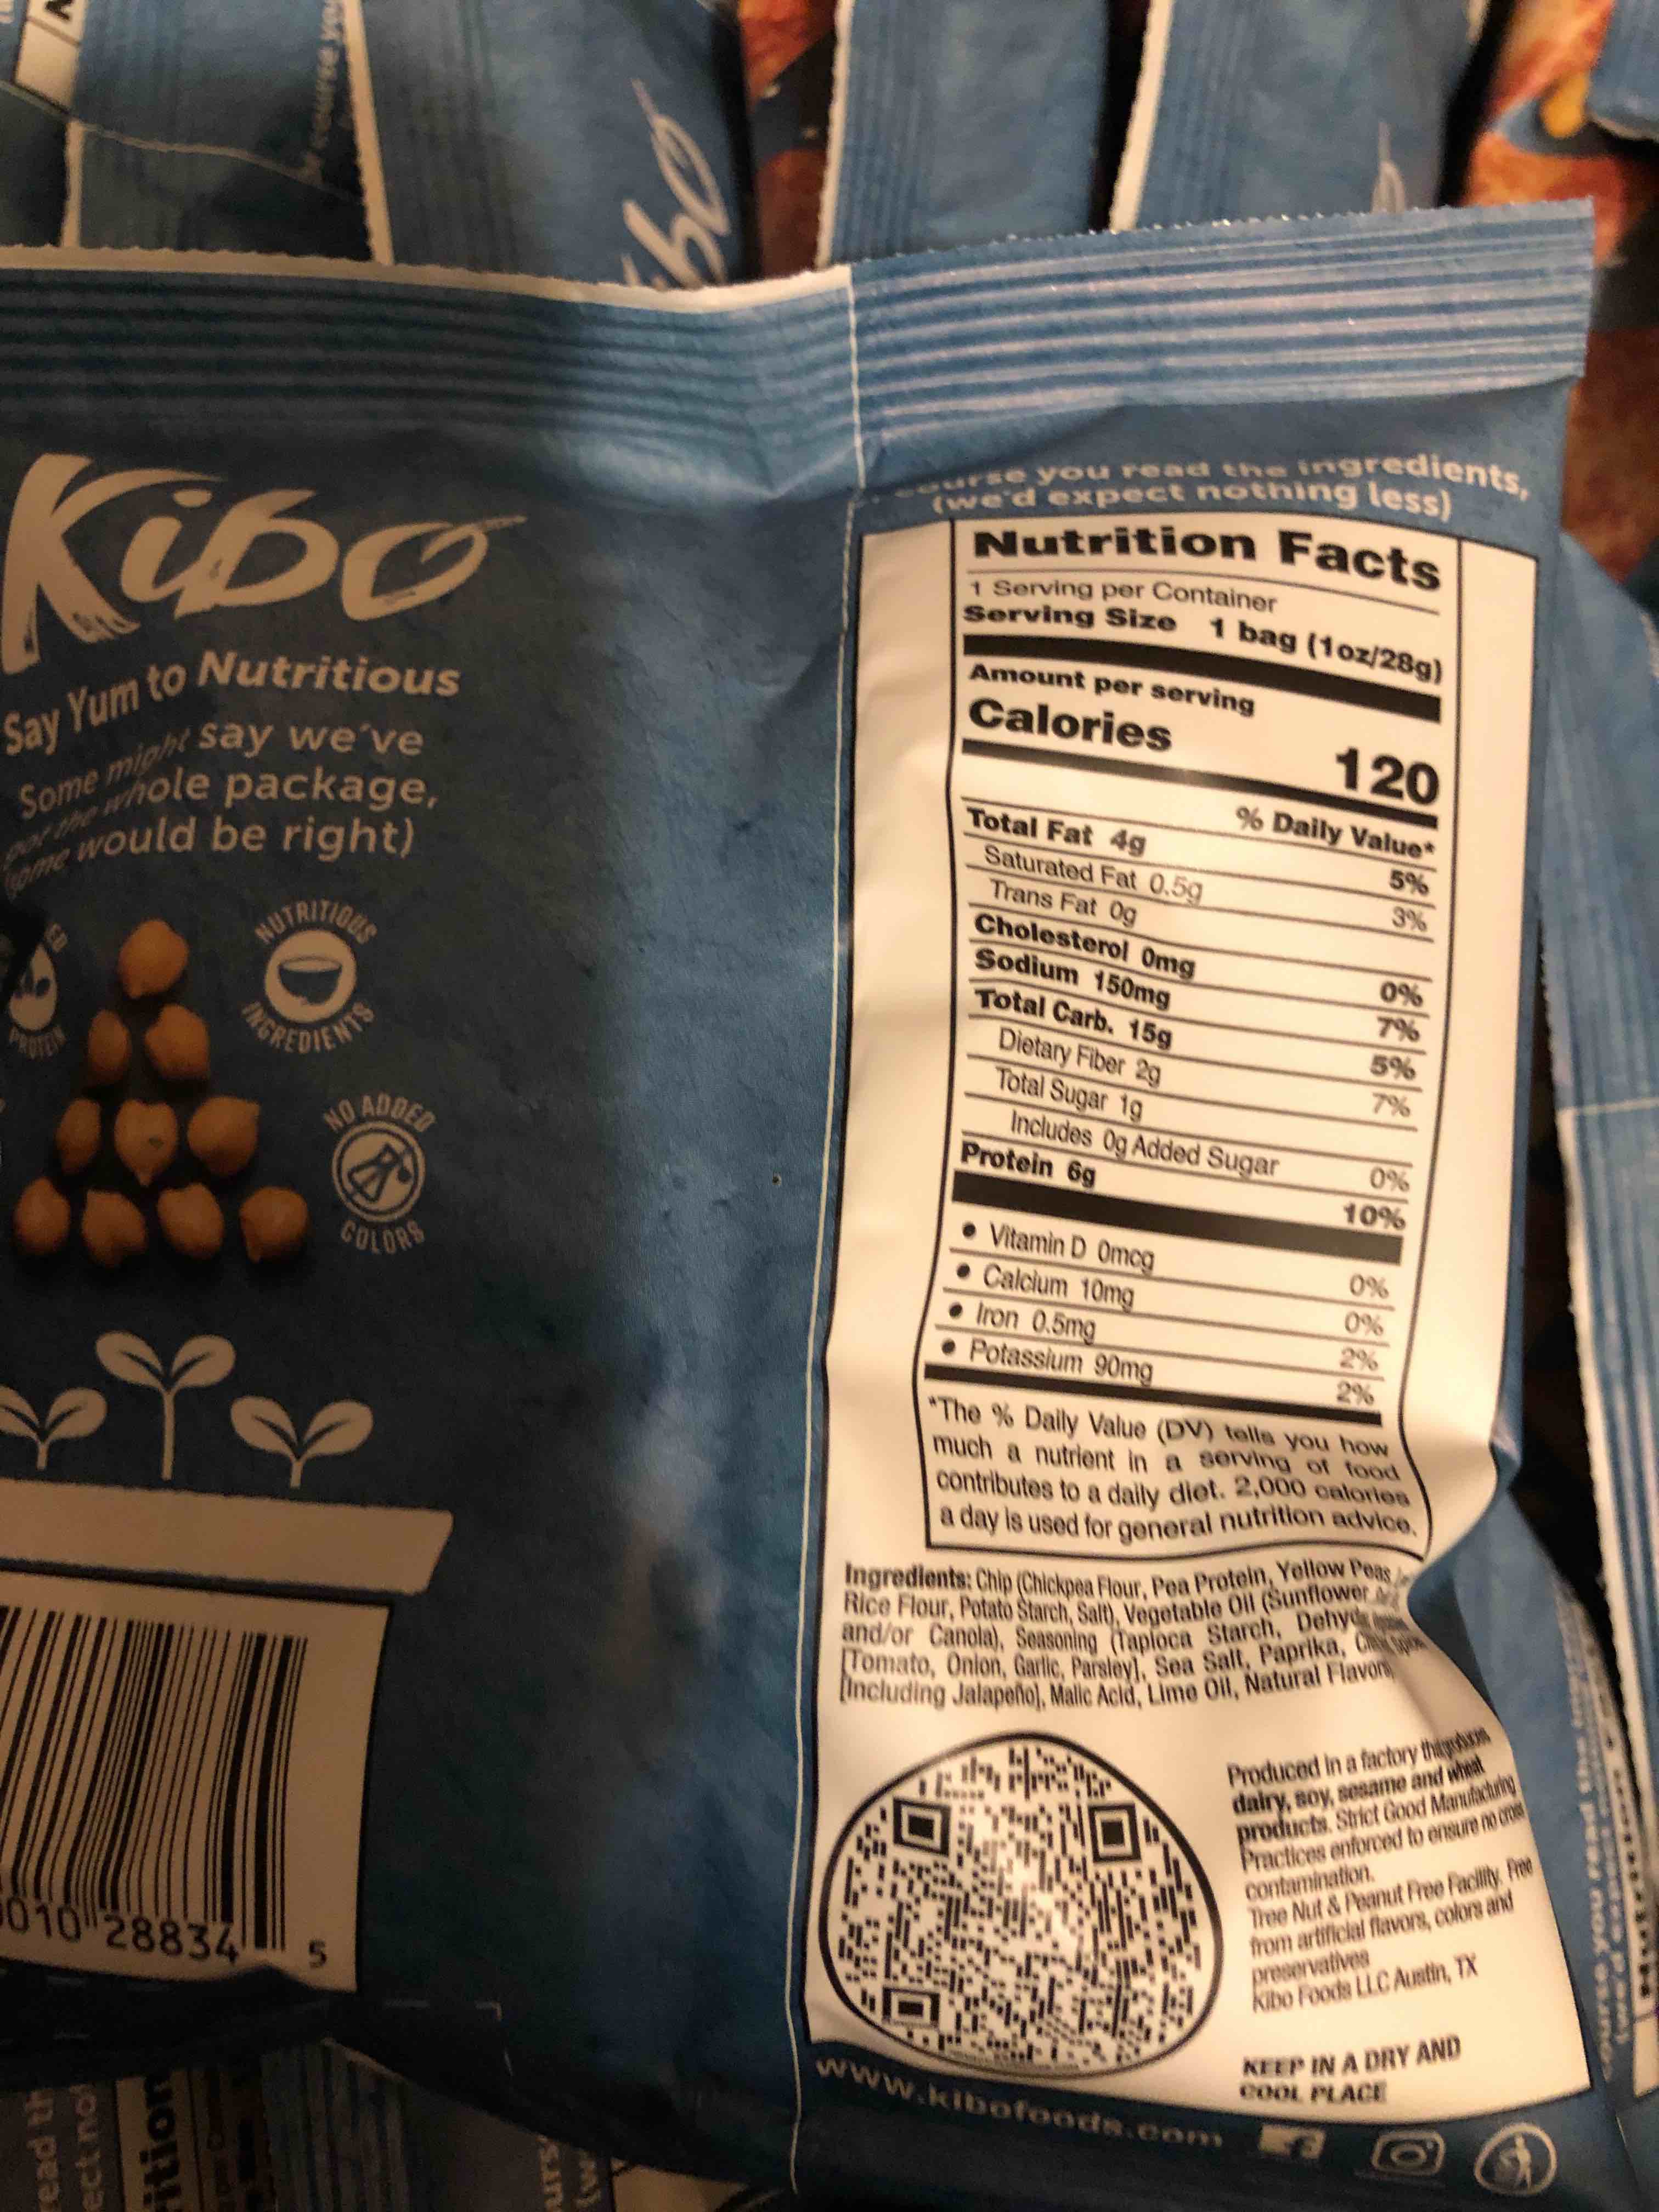 Kibo
Say Yum to Nutritious
Some might say we've
got the whole package,
(some would be right)
PROTEIN
NUTRITIOUS
INGREDIENTS
NO ADDED
COLORS
010 28834 5
course you read the ingredients,
(we'd expect nothing less)
Nutrition Facts
1 Serving per Container
Serving Size 1 bag (1oz/28g)
Amount per serving
Calories 120
% Daily Value*
Total Fat 4g 5%
Saturated Fat 0.5g 3%
Trans Fat 0g
Cholesterol 0mg 0%
Sodium 150mg 7%
Total Carb. 15g 5%
Dietary Fiber 2g 7%
Total Sugar 1g
Includes 0g Added Sugar 0%
Protein 6g 10%
• Vitamin D 0mcg 0%
• Calcium 10mg 0%
• Iron 0.5mg 2%
• Potassium 90mg 2%
*The % Daily Value (DV) tells you how
much a nutrient in a serving of food
contributes to a daily diet. 2,000 calories
a day is used for general nutrition advice.
Ingredients: Chip (Chickpea Flour, Pea Protein, Yellow Peas
Rice Flour, Potato Starch, Salt), Vegetable Oil (Sunflower
and/or Canola), Seasoning (Tapioca Starch,
[Tomato, Onion, Garlic, Parsley], Sea Salt, Paprika,
[Including Jalapeño], Malic Acid, Lime Oil, Natural Flavors
Produced in a factory that produces
dairy, soy, sesame and wheat
products. Strict Good Manufacturing
Practices enforced to ensure no cross
contamination.
Tree Nut & Peanut Free Facility. Free
from artificial flavors, colors and
preservatives
Kibo Foods LLC Austin, TX
KEEP IN A DRY AND
COOL PLACE
www.kibofoods.com